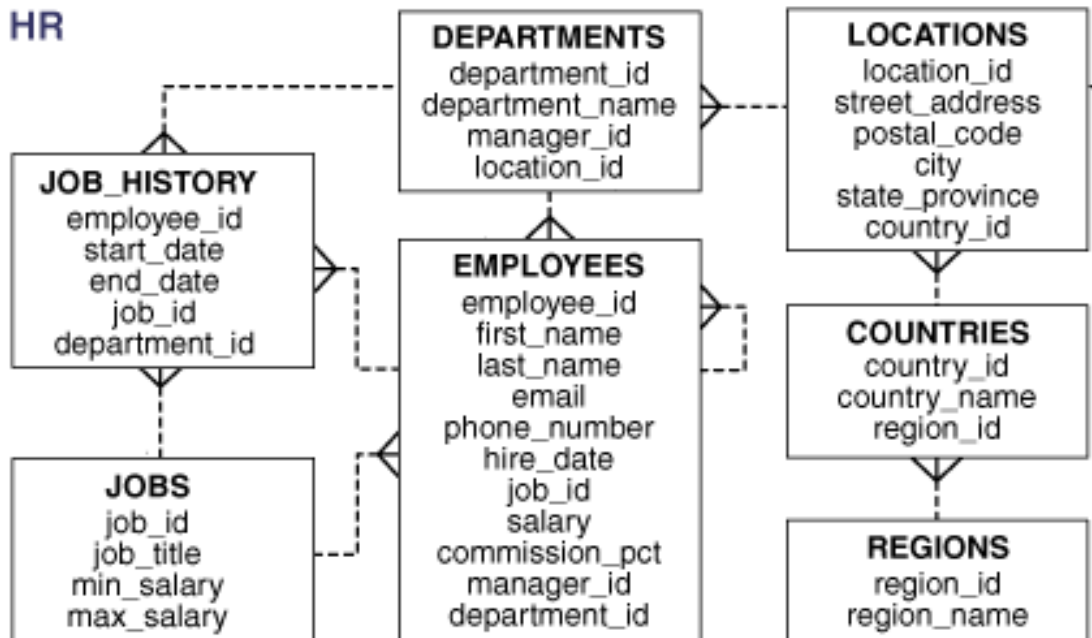 HR
DEPARTMENTS
department_id
department_name
manager_id
location_id
LOCATIONS
location_id
street_address
postal_code
city
state_province
country_id
JOB_HISTORY
employee_id
start_date
end_date
job_id
department_id
EMPLOYEES
employee_id
first_name
last_name
email
phone_number
hire_date
job_id
salary
commission_pct
manager_id
department_id
COUNTRIES
country_id
country_name
region_id
JOBS
job_id
job_title
min_salary
max_salary
REGIONS
region_id
region_name